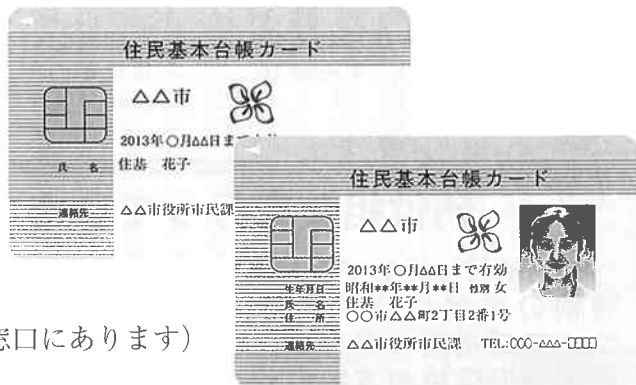 住民基本台帳カード
△△市
2013年○月△△日ま
氏 名 住基 花子
連絡先 △△市役所市民課
住民基本台帳カード
△△市
2013年○月△△日まで有効
生年月日 昭和**年**月**日 性別 女
氏 名 住基 花子
住 所 ○○市△△町2丁目2番1号
連絡先 △△市役所市民課 TEL:○○○-△△△-□□□□
窓口にあります)